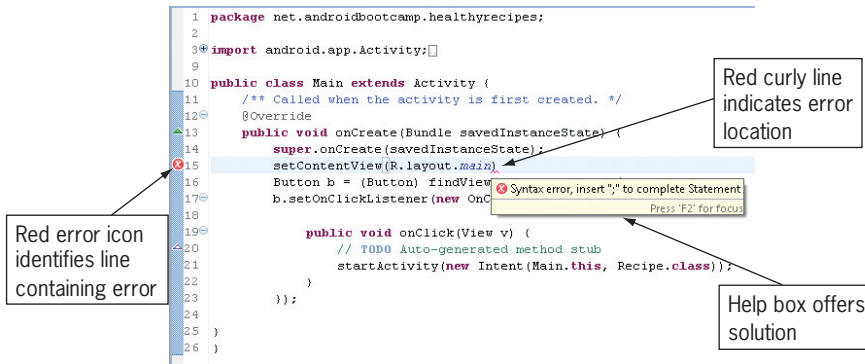 1 package net.androidbootcamp.healthyrecipes;
2
3 import android.app.Activity;
9
10 public class Main extends Activity {
11 /** Called when the activity is first created. */
12 @Override
13 public void onCreate(Bundle savedInstanceState) {
14 super.onCreate(savedInstanceState);
15 setContentView(R.layout.main)
16 Button b = (Button) findView
17 b.setOnClickListener(new OnC
Syntax error, insert ";" to complete Statement
Press 'F2' for focus
18
19 public void onClick(View v) {
20 // TODO Auto-generated method stub
21 startActivity(new Intent(Main.this, Recipe.class));
22 }
23 });
24
25 }
26 }
Red curly line
indicates error
location
Red error icon
identifies line
containing error
Help box offers
solution